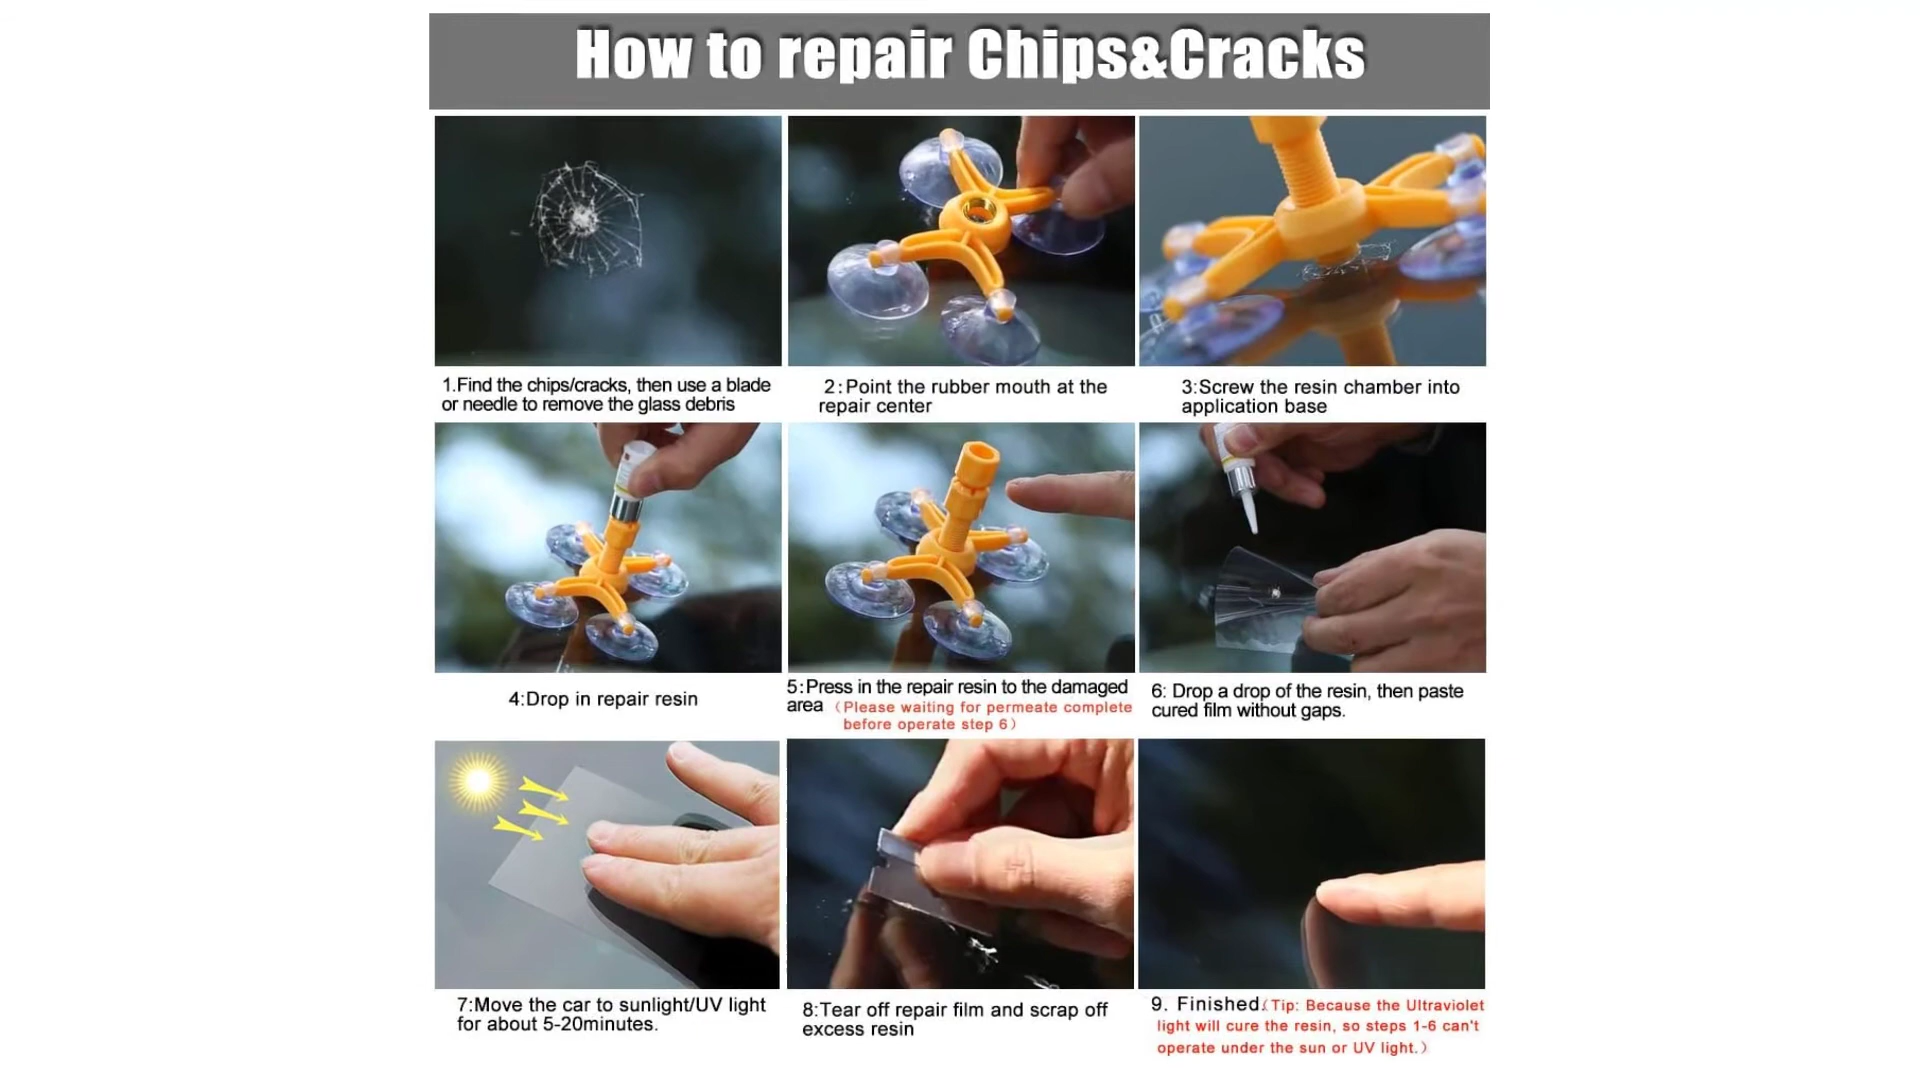 How to repair Chips&Cracks
1.Find the chips/cracks, then use a blade
or needle to remove the glass debris
2:Point the rubber mouth at the
repair center
3:Screw the resin chamber into
application base
4:Drop in repair resin
5:Press in the repair resin to the damaged
area (Please waiting for permeate complete
before operate step 6)
6: Drop a drop of the resin, then paste
cured film without gaps.
7:Move the car to sunlight/UV light
for about 5-20minutes.
8:Tear off repair film and scrap off
excess resin
9. Finished.(Tip: Because the Ultraviolet
light will cure the resin, so steps 1-6 can't
operate under the sun or UV light.)